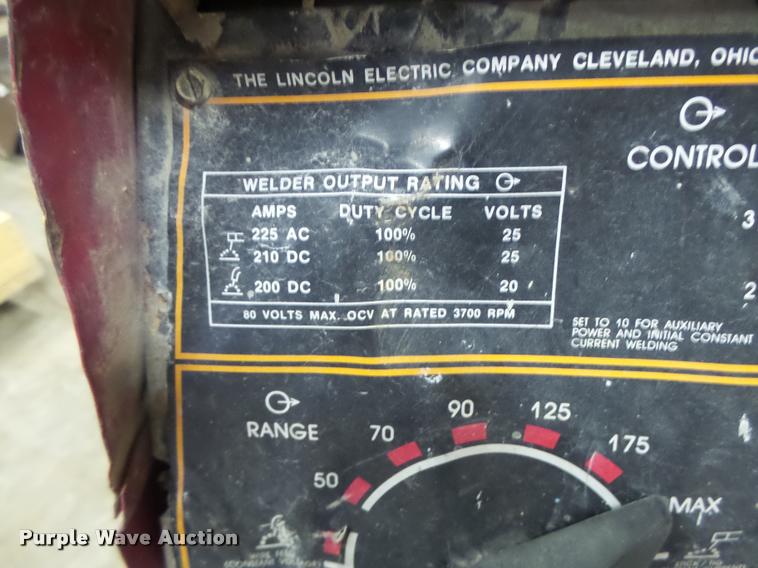 THE LINCOLN ELECTRIC COMPANY CLEVELAND, OHIO
CONTROL
WELDER OUTPUT RATING
AMPS DUTY CYCLE VOLTS
225 AC 100% 25
210 DC 100% 25
200 DC 100% 20
80 VOLTS MAX. OCV AT RATED 3700 RPM
3
2
SET TO 10 FOR AUXILIARY
POWER AND INITIAL CONSTANT
CURRENT WELDING
RANGE
50
70
90
125
175
MAX
Purple Wave Auction